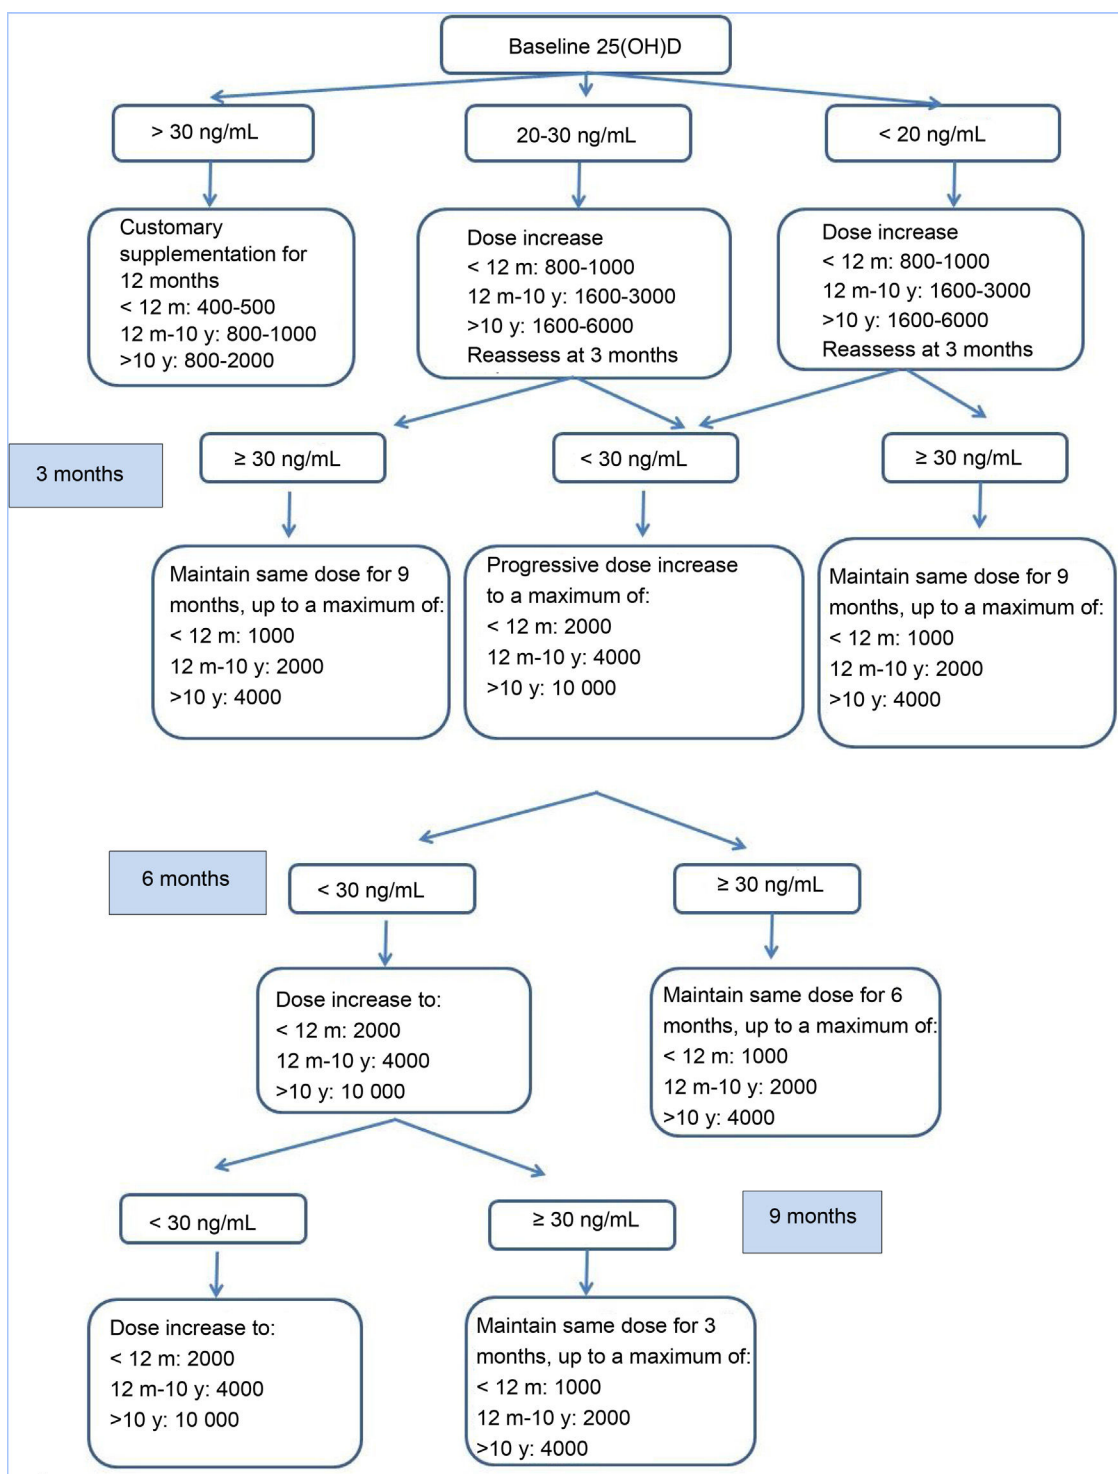 Baseline 25(OH)D
> 30 ng/mL
20-30 ng/mL
< 20 ng/mL
Customary
supplementation for
12 months
< 12 m: 400-500
12 m-10 y: 800-1000
>10 y: 800-2000
Dose increase
< 12 m: 800-1000
12 m-10 y: 1600-3000
>10 y: 1600-6000
Reassess at 3 months
Dose increase
< 12 m: 800-1000
12 m-10 y: 1600-3000
>10 y: 1600-6000
Reassess at 3 months
3 months
≥ 30 ng/mL
< 30 ng/mL
≥ 30 ng/mL
Maintain same dose for 9
months, up to a maximum of:
< 12 m: 1000
12 m-10 y: 2000
>10 y: 4000
Progressive dose increase
to a maximum of:
< 12 m: 2000
12 m-10 y: 4000
>10 y: 10 000
Maintain same dose for 9
months, up to a maximum of:
< 12 m: 1000
12 m-10 y: 2000
>10 y: 4000
6 months
< 30 ng/mL
≥ 30 ng/mL
Dose increase to:
< 12 m: 2000
12 m-10 y: 4000
>10 y: 10 000
Maintain same dose for 6
months, up to a maximum of:
< 12 m: 1000
12 m-10 y: 2000
>10 y: 4000
< 30 ng/mL
≥ 30 ng/mL
9 months
Dose increase to:
< 12 m: 2000
12 m-10 y: 4000
>10 y: 10 000
Maintain same dose for 3
months, up to a maximum of:
< 12 m: 1000
12 m-10 y: 2000
>10 y: 4000